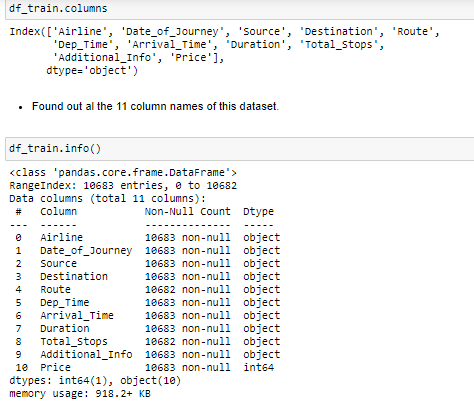 df_train.columns
Index(['Airline', 'Date_of_Journey', 'Source', 'Destination', 'Route',
'Dep_Time', 'Arrival_Time', 'Duration', 'Total_Stops',
'Additional_Info', 'Price'],
dtype='object')
• Found out al the 11 column names of this dataset.
df_train.info()
<class 'pandas.core.frame.DataFrame'>
RangeIndex: 10683 entries, 0 to 10682
Data columns (total 11 columns):
# Column Non-Null Count Dtype
--- ------ -------------- -----
0 Airline 10683 non-null object
1 Date_of_Journey 10683 non-null object
2 Source 10683 non-null object
3 Destination 10683 non-null object
4 Route 10682 non-null object
5 Dep_Time 10683 non-null object
6 Arrival_Time 10683 non-null object
7 Duration 10683 non-null object
8 Total_Stops 10682 non-null object
9 Additional_Info 10683 non-null object
10 Price 10683 non-null int64
dtypes: int64(1), object(10)
memory usage: 918.2+ KB